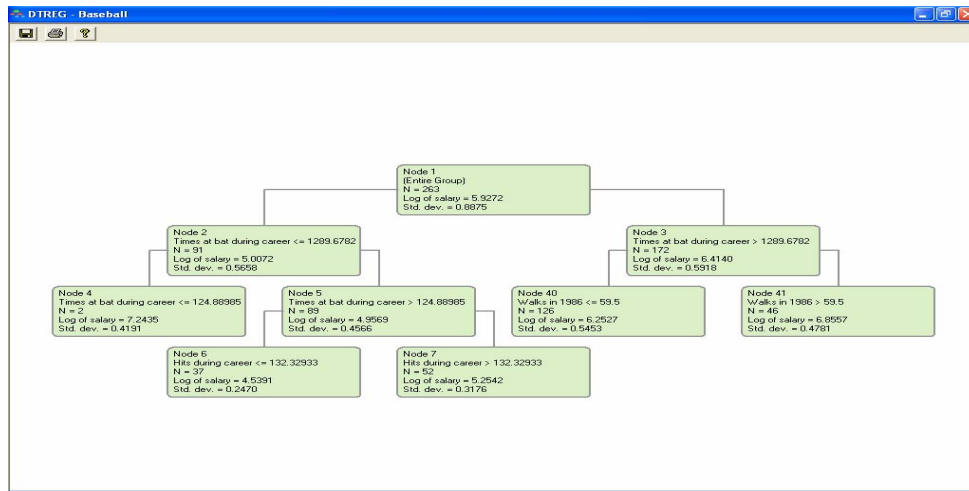 DTREG - Baseball
Node 1
(Entire Group)
N = 263
Log of salary = 5.9272
Std. dev. = 0.8875
Node 2
Times at bat during career <= 1289.6782
N = 91
Log of salary = 5.0072
Std. dev. = 0.5658
Node 3
Times at bat during career > 1289.6782
N = 172
Log of salary = 6.4140
Std. dev. = 0.5918
Node 4
Times at bat during career <= 124.88985
N = 2
Log of salary = 7.2435
Std. dev. = 0.4191
Node 5
Times at bat during career > 124.88985
N = 89
Log of salary = 4.9569
Std. dev. = 0.4566
Node 40
Walks in 1986 <= 59.5
N = 126
Log of salary = 6.2527
Std. dev. = 0.5453
Node 41
Walks in 1986 > 59.5
N = 46
Log of salary = 6.8557
Std. dev. = 0.4781
Node 6
Hits during career <= 132.32933
N = 37
Log of salary = 4.5391
Std. dev. = 0.2470
Node 7
Hits during career > 132.32933
N = 52
Log of salary = 5.2542
Std. dev. = 0.3176